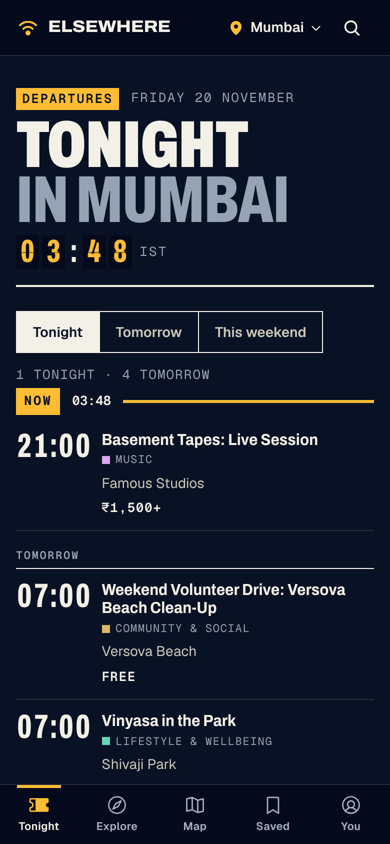 ELSEWHERE
Mumbai
DEPARTURES FRIDAY 20 NOVEMBER
TONIGHT
IN MUMBAI
03:48 IST
Tonight Tomorrow This weekend
1 TONIGHT · 4 TOMORROW
NOW 03:48
21:00 Basement Tapes: Live Session
MUSIC
Famous Studios
₹1,500+
TOMORROW
07:00 Weekend Volunteer Drive: Versova
Beach Clean-Up
COMMUNITY & SOCIAL
Versova Beach
FREE
07:00 Vinyasa in the Park
LIFESTYLE & WELLBEING
Shivaji Park
Tonight Explore Map Saved You